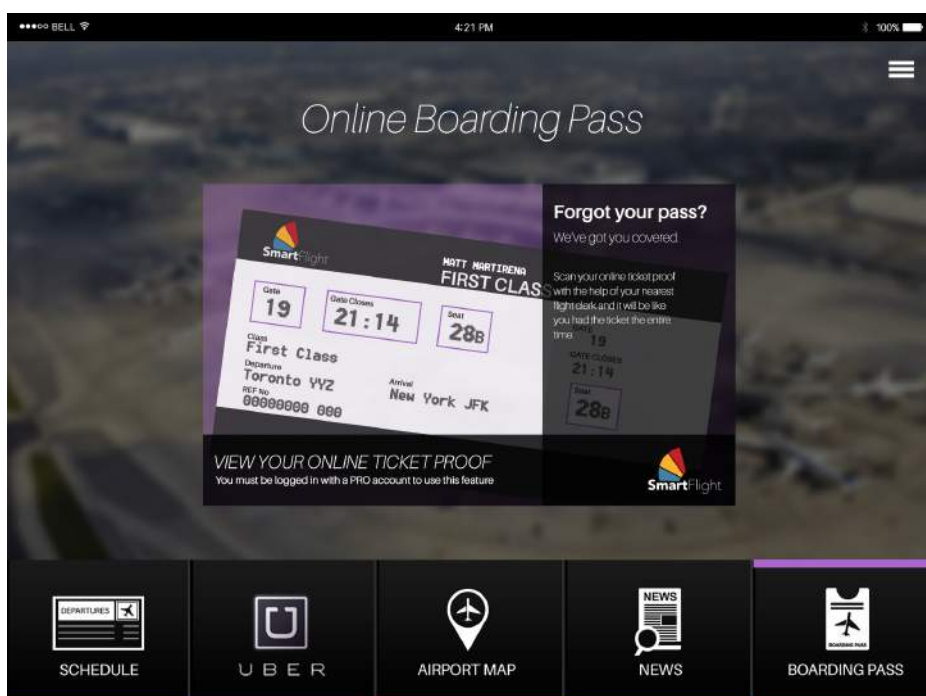 BELL
4:21 PM
100%
Online Boarding Pass
SmartFlight
MATT MARTIRENA
FIRST CLASS
Gate
19
Gate Closes
21:14
Seat
28B
Class
First Class
Departure
Toronto YYZ
Arrival
New York JFK
REF No
00000000 000
Forgot your pass?
We've got you covered
Scan your online ticket proof
with the help of your nearest
flight clerk and it will be like
you had the ticket the entire
time
GATE
19
GATE CLOSES
21:14
Seat
28B
VIEW YOUR ONLINE TICKET PROOF
You must be logged in with a PRO account to use this feature
SmartFlight
DEPARTURES
SCHEDULE
UBER
AIRPORT MAP
NEWS
NEWS
BOARDING PASS
BOARDING PASS